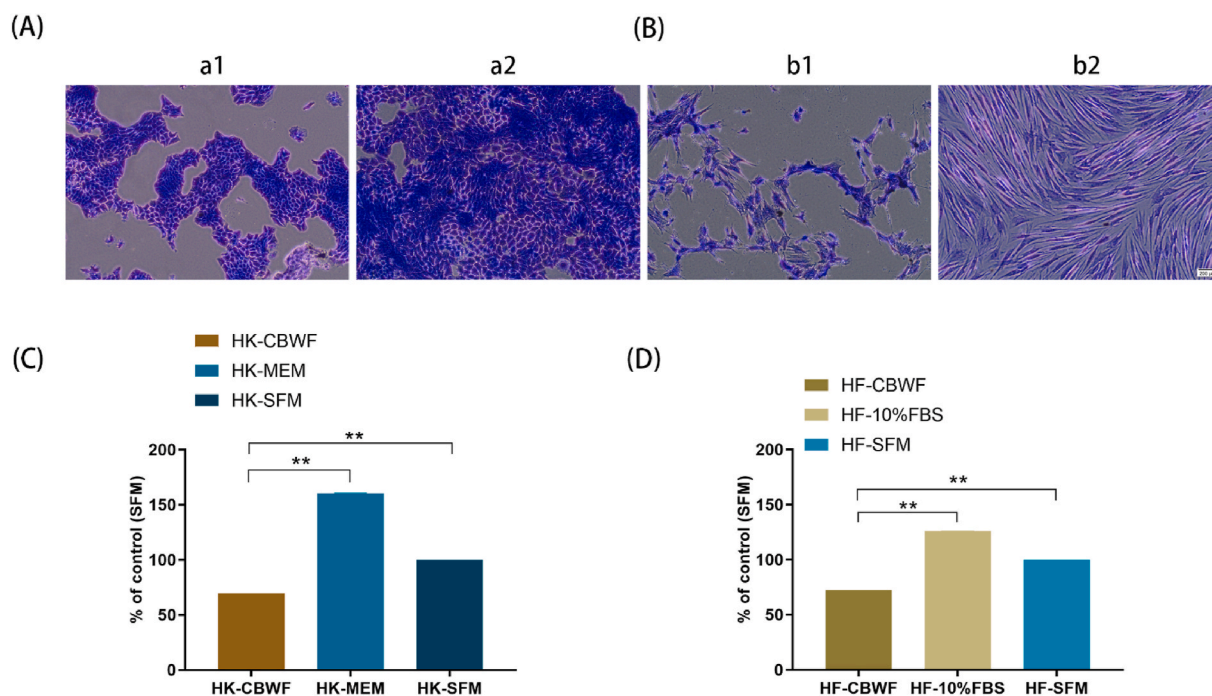 (A)
(B)
a1
a2
b1
b2
(C)
HK-CBWF
HK-MEM
HK-SFM
% of control (SFM)
200
150
100
50
0
**
**
HK-CBWF
HK-MEM
HK-SFM
(D)
HF-CBWF
HF-10%FBS
HF-SFM
% of control (SFM)
200
150
100
50
0
**
**
HF-CBWF
HF-10%FBS
HF-SFM